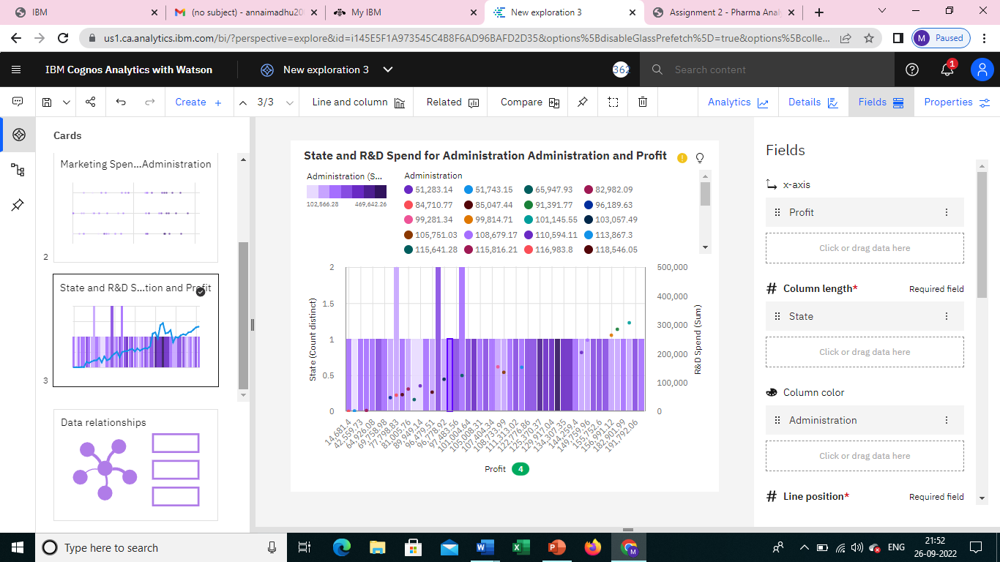 IBM
(no subject) - annaimadhu20
My IBM
New exploration 3
Assignment 2 - Pharma Anal
us1.ca.analytics.ibm.com/bi/?perspective=explore&id=i145E5F1A973545C4B8F6AD96BAFD2D35&options%5BdisableGlassPrefetch%5D=true&options%5Bcolle...
M Paused
IBM Cognos Analytics with Watson
New exploration 3
362
Search content
1
Create +
3/3
Line and column
Related
Compare
Analytics
Details
Fields
Properties
Cards
Marketing Spen...Administration
2
State and R&D S...tion and Profit
3
Data relationships
State and R&D Spend for Administration Administration and Profit
Administration (S...
102,566.28 469,642.26
Administration
51,283.14 51,743.15 65,947.93 82,982.09
84,710.77 85,047.44 91,391.77 96,189.63
99,281.34 99,814.71 101,145.55 103,057.49
105,751.03 108,679.17 110,594.11 113,867.3
115,641.28 115,816.21 116,983.8 118,546.05
State (Count distinct)
2
1.5
1
0.5
0
500,000
400,000
300,000
200,000
100,000
0
R&D Spend (Sum)
14,681.4
42,559.73
64,926.08
69,758.98
77,798.83
81,005.76
89,949.14
96,479.51
96,778.92
97,483.56
101,004.64
105,008.31
107,404.34
108,733.99
111,313.02
122,776.86
125,370.37
129,917.04
134,307.35
144,259.4
149,759.96
155,752.6
156,991.12
182,901.99
191,792.06
Profit 4
Fields
x-axis
Profit
Click or drag data here
Column length* Required field
State
Click or drag data here
Column color
Administration
Click or drag data here
Line position* Required field
Type here to search
ENG
21:52
26-09-2022